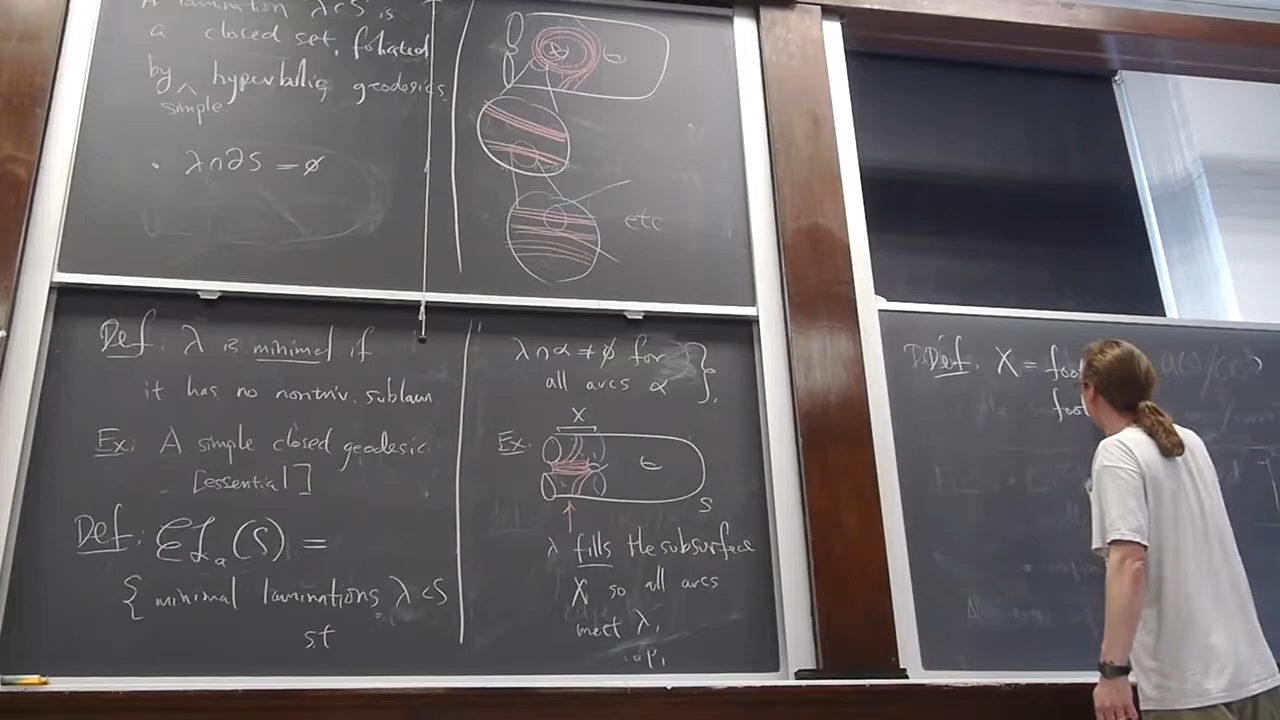 A lamination λ⊂S is
a closed set, foliated
by ^ hyperbolic geodesics
simple
· λ∩∂S = ∅
etc
Def: λ is minimal if
it has no nontriv. sublam
Ex: A simple closed geodesic.
[essential]
Def: EL_a(S) =
{ minimal laminations λ⊂S
s.t
λ∩α ≠ ∅ for
all arcs α }.
X
Ex:
S
λ fills the subsurface
X so all arcs
meet λ.
Def. X =